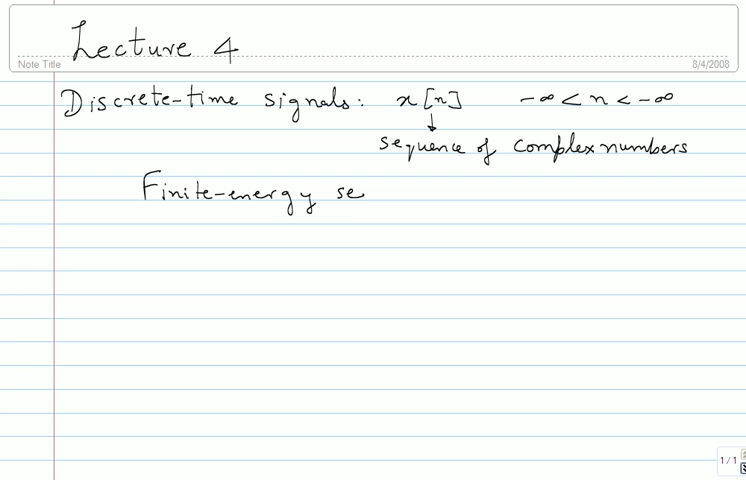 Lecture 4
Note Title
8/4/2008
Discrete-time signals: x[n] -∞ < n < -∞
↓
sequence of complex numbers
Finite-energy se
1/1